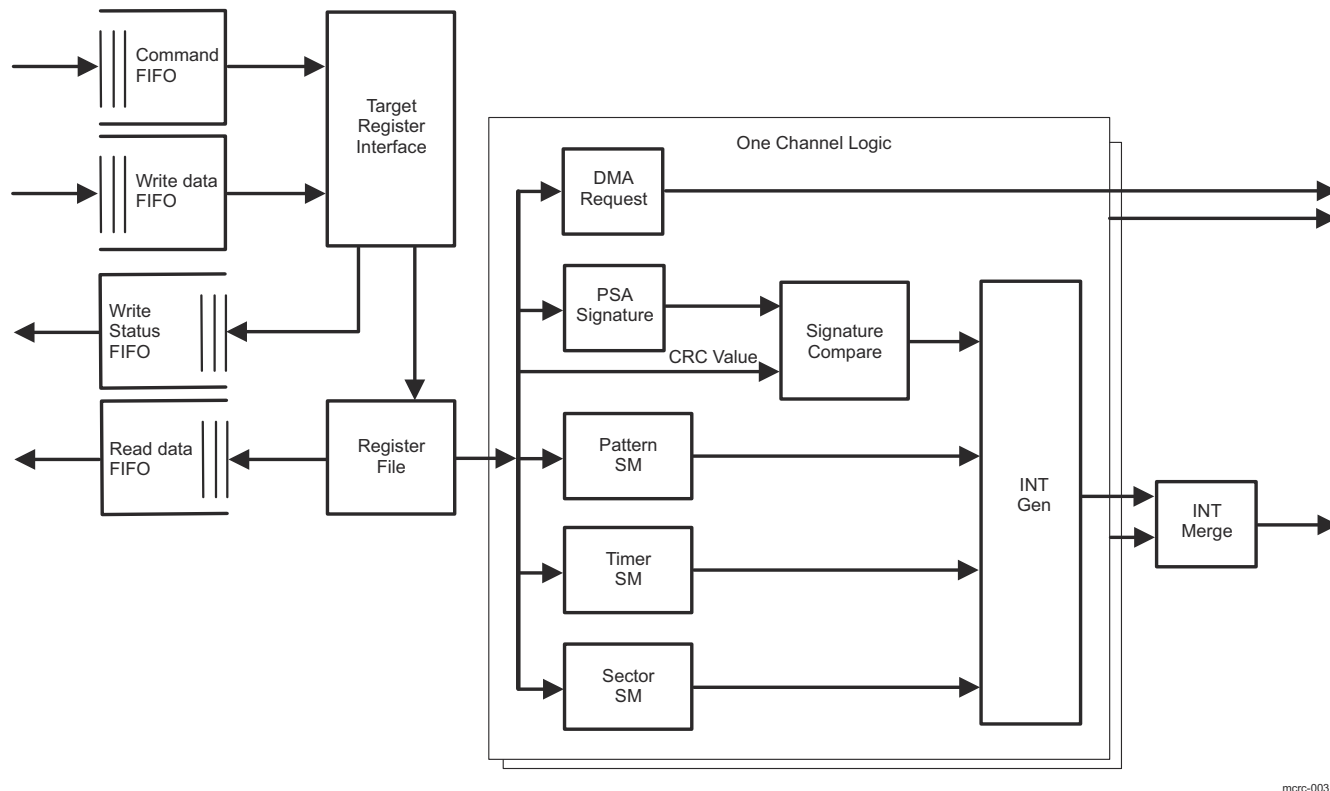 Command
FIFO
Target
Register
Interface
One Channel Logic
Write data
FIFO
DMA
Request
Write
Status
FIFO
PSA
Signature
Signature
Compare
CRC Value
Read data
FIFO
Register
File
Pattern
SM
INT
Gen
INT
Merge
Timer
SM
Sector
SM
mcrc-003